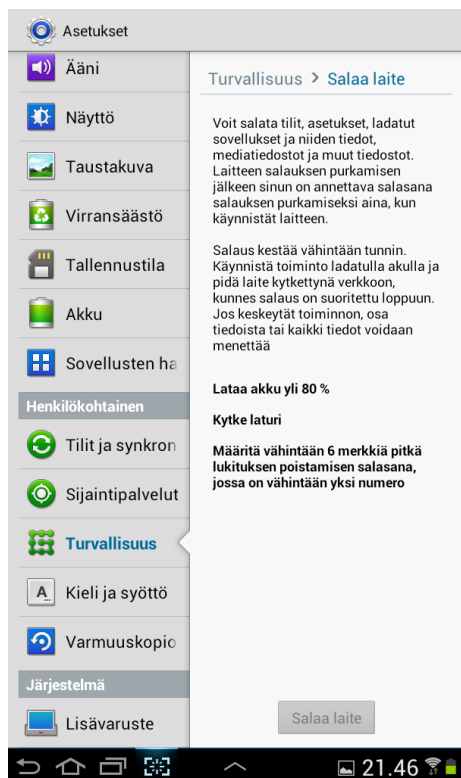 Asetukset
Ääni
Näyttö
Taustakuva
Virransäästö
Tallennustila
Akku
Sovellusten ha
Henkilökohtainen
Tilit ja synkron
Sijaintipalvelut
Turvallisuus
Kieli ja syöttö
Varmuuskopio
Järjestelmä
Lisävaruste
Turvallisuus > Salaa laite
Voit salata tilit, asetukset, ladatut
sovellukset ja niiden tiedot,
mediatiedostot ja muut tiedostot.
Laitteen salauksen purkamisen
jälkeen sinun on annettava salasana
salauksen purkamiseksi aina, kun
käynnistät laitteen.
Salaus kestää vähintään tunnin.
Käynnistä toiminto ladatulla akulla ja
pidä laite kytkettynä verkkoon,
kunnes salaus on suoritettu loppuun.
Jos keskeytät toiminnon, osa
tiedoista tai kaikki tiedot voidaan
menettää
Lataa akku yli 80 %
Kytke laturi
Määritä vähintään 6 merkkiä pitkä
lukituksen poistamisen salasana,
jossa on vähintään yksi numero
Salaa laite
21.46